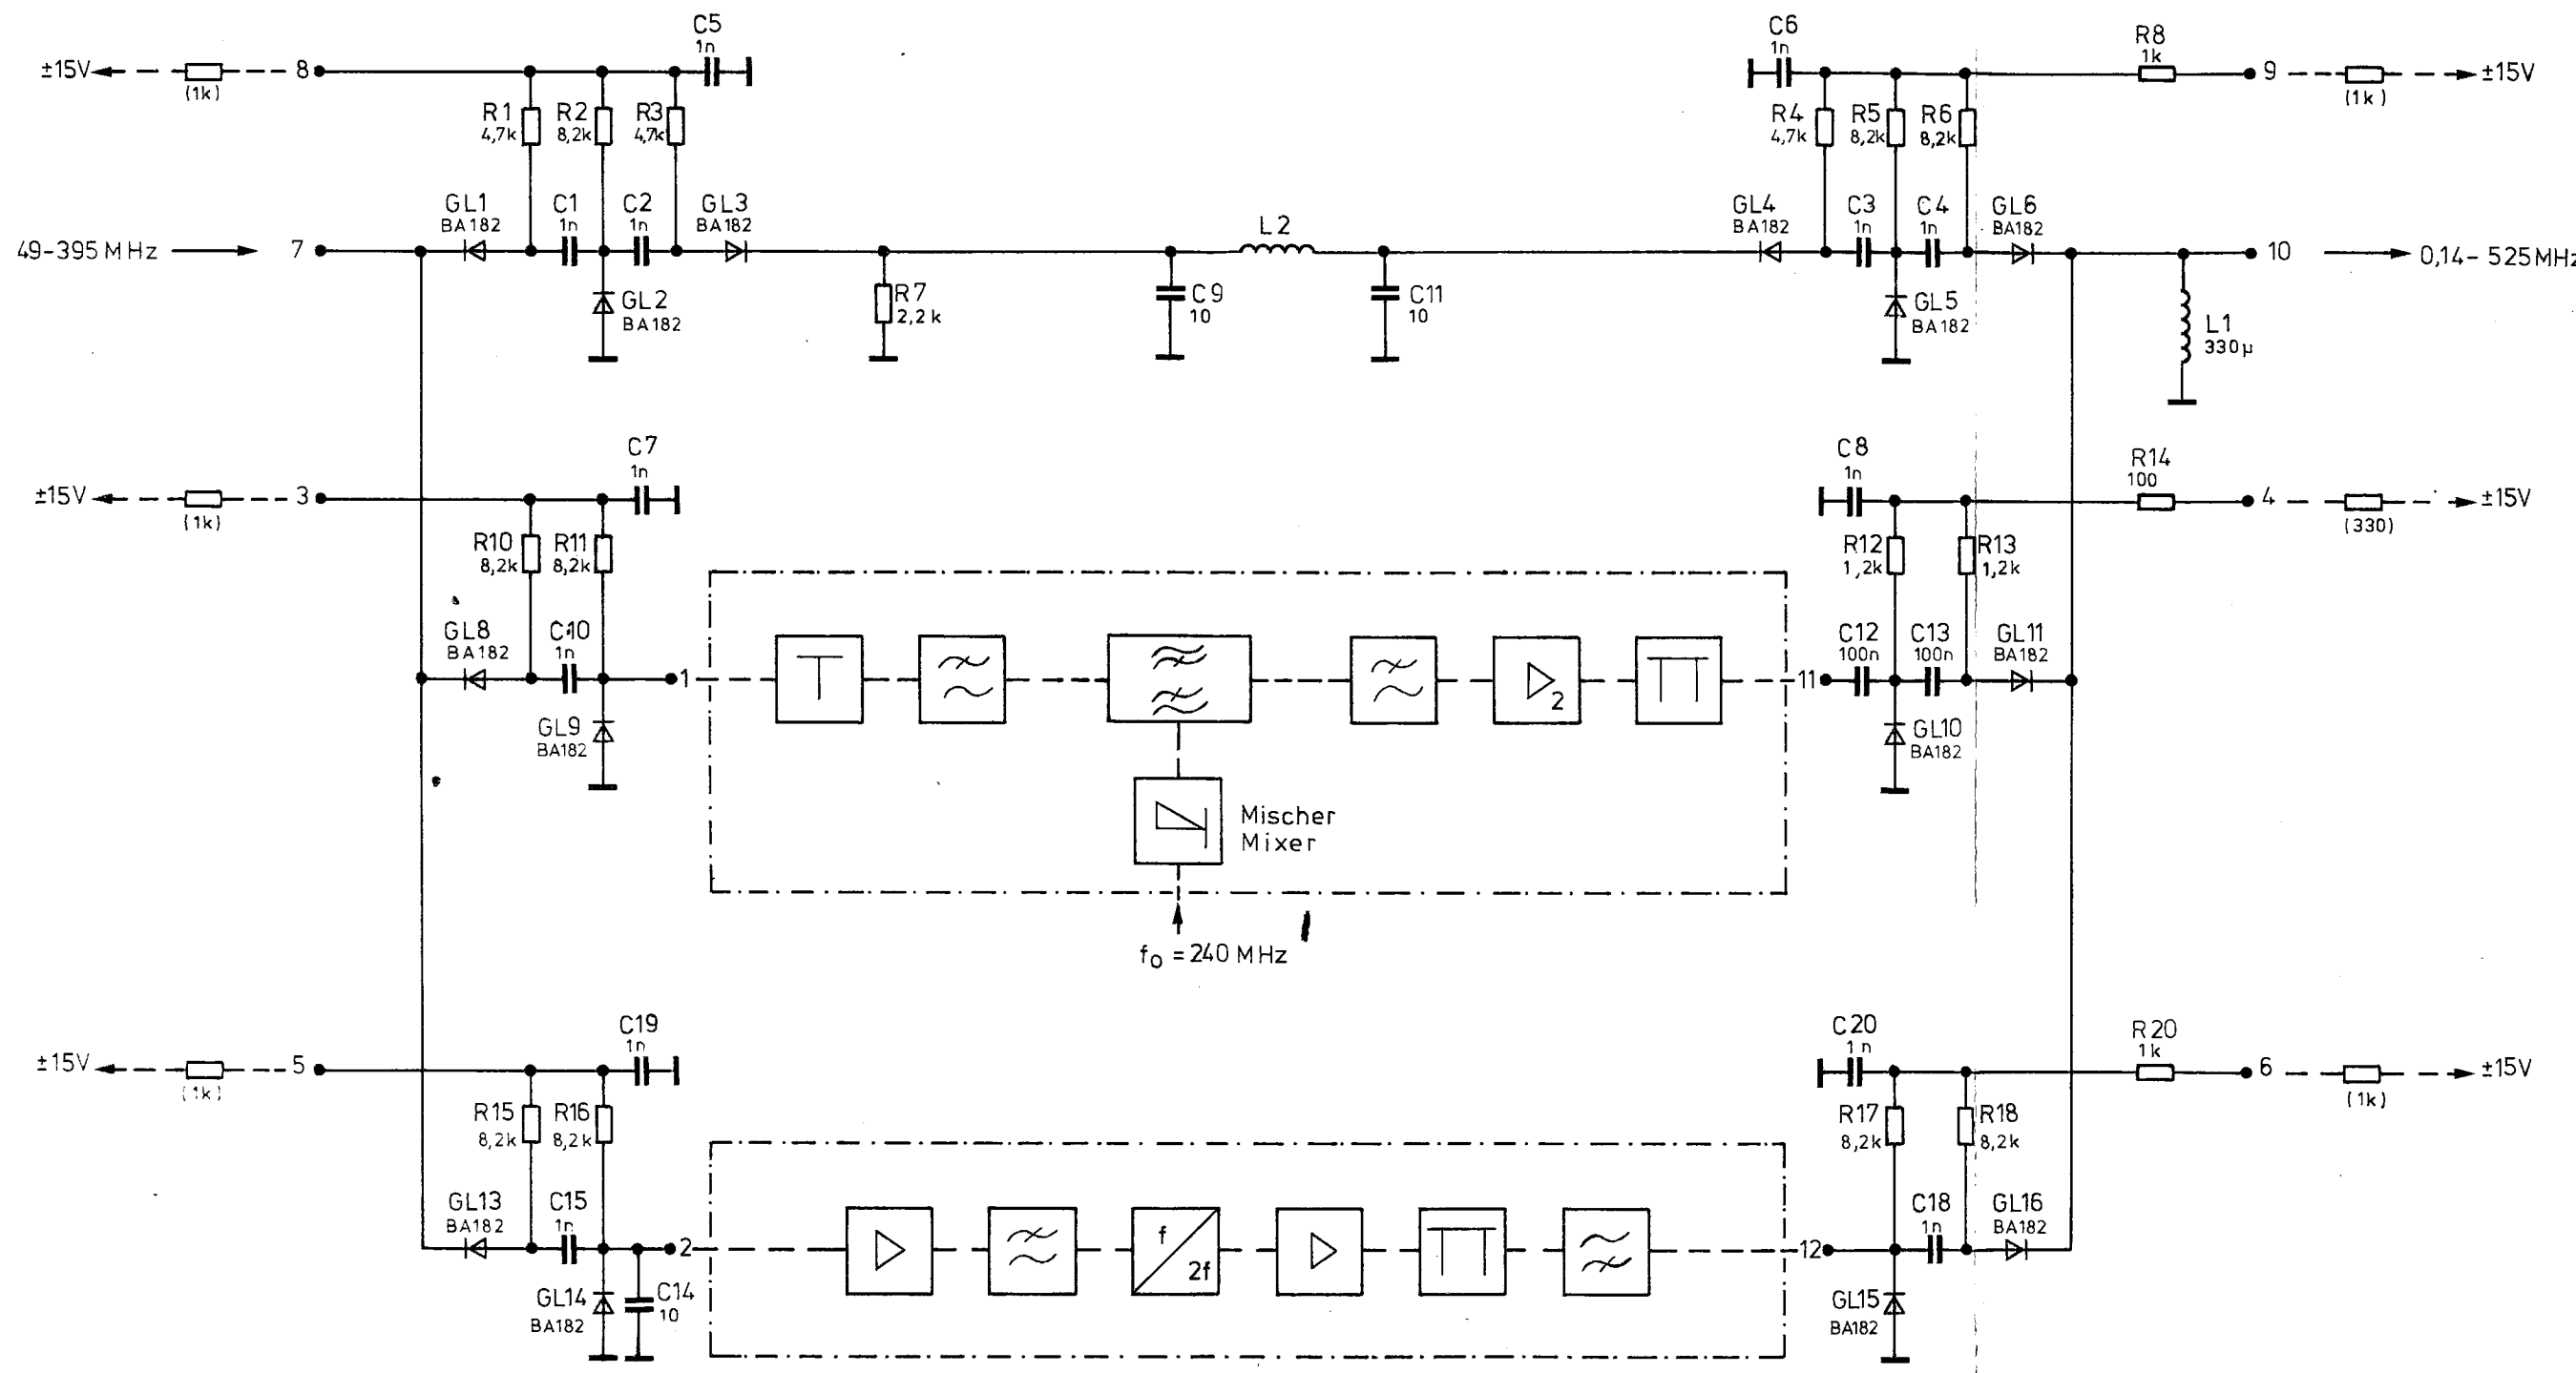 C5
1n
C6
1n
R8
1k
±15V
(1k)
8
9
(1k)
±15V
R1
4,7k
R2
8,2k
R3
4,7k
R4
4,7k
R5
8,2k
R6
8,2k
GL1
BA182
C1
1n
C2
1n
GL3
BA182
GL4
BA182
C3
1n
C4
1n
GL6
BA182
L2
49-395 MHz
7
10
0,14-525MHz
GL2
BA182
R7
2,2k
C9
10
C11
10
GL5
BA182
L1
330µ
C7
1n
C8
1n
R14
100
±15V
(1k)
3
4
(330)
±15V
R10
8,2k
R11
8,2k
R12
1,2k
R13
1,2k
GL8
BA182
C10
1n
C12
100n
C13
100n
GL11
BA182
1
2
11
GL9
BA182
GL10
BA182
Mischer
Mixer
fo = 240 MHz
C19
1n
C20
1n
R20
1k
±15V
(1k)
5
6
(1k)
±15V
R15
8,2k
R16
8,2k
R17
8,2k
R18
8,2k
GL13
BA182
C15
1n
C18
1n
GL16
BA182
2
f
2f
12
GL14
BA182
C14
10
GL15
BA182